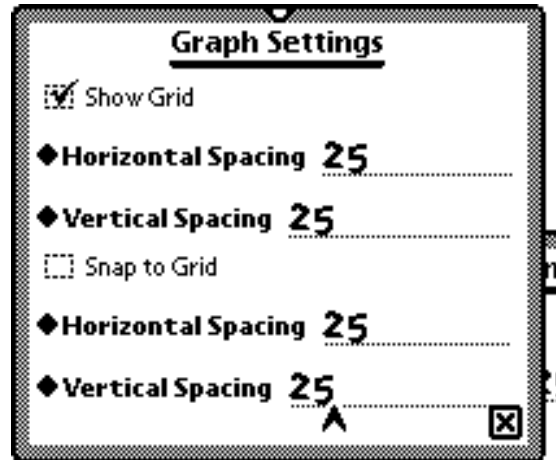 Graph Settings
Show Grid
Horizontal Spacing 25
Vertical Spacing 25
Snap to Grid
Horizontal Spacing 25
Vertical Spacing 25